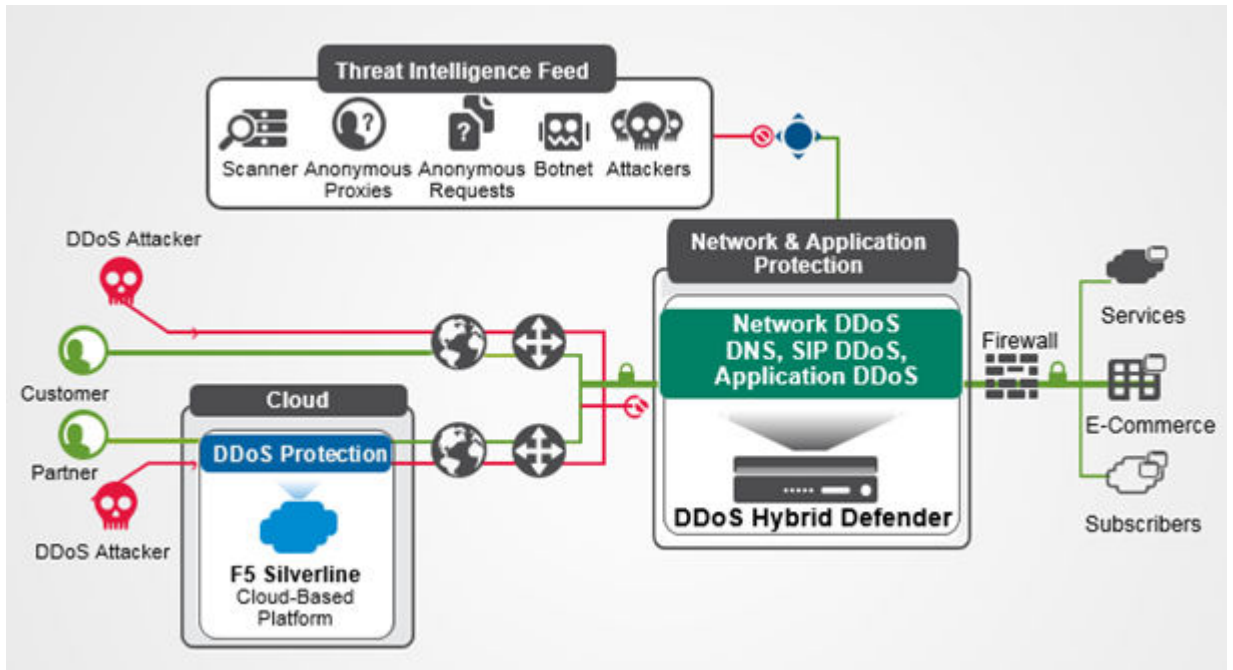 Threat Intelligence Feed
Scanner
Anonymous
Proxies
Anonymous
Requests
Botnet
Attackers
DDoS Attacker
Customer
Partner
DDoS Attacker
Cloud
DDoS Protection
F5 Silverline
Cloud-Based
Platform
Network & Application
Protection
Network DDoS
DNS, SIP DDoS,
Application DDoS
DDoS Hybrid Defender
Firewall
Services
E-Commerce
Subscribers